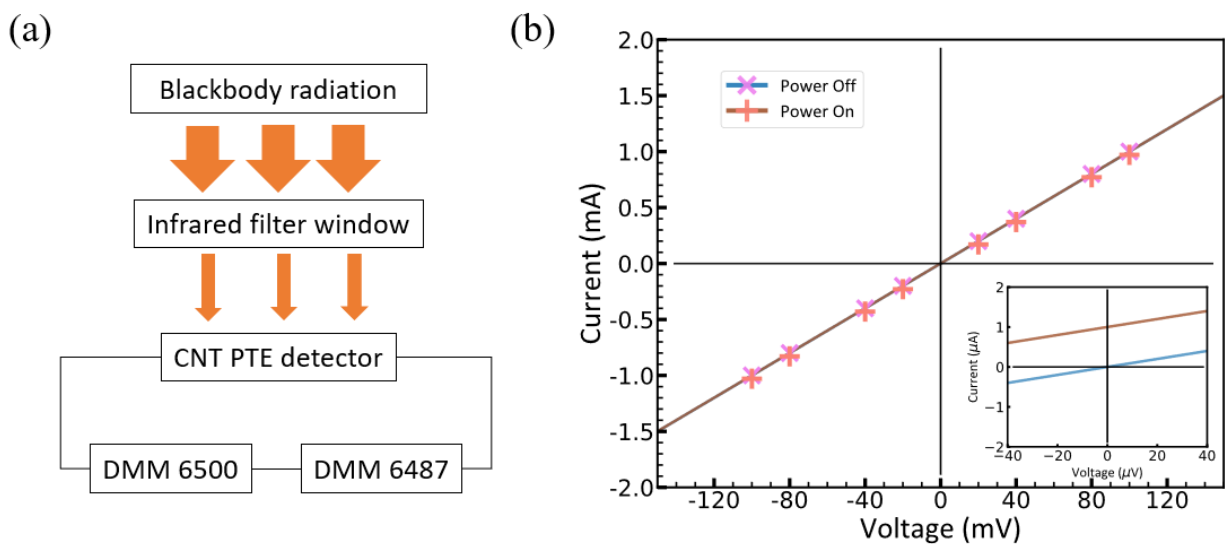 (a)
Blackbody radiation
Infrared filter window
CNT PTE detector
DMM 6500
DMM 6487
(b)
Power Off
Power On
2.0
1.5
1.0
0.5
0.0
-0.5
-1.0
-1.5
-2.0
Current (mA)
-120
-80
-40
0
40
80
120
Voltage (mV)
2
1
0
−1
−2
Current (μA)
−40
−20
0
20
40
Voltage (μV)